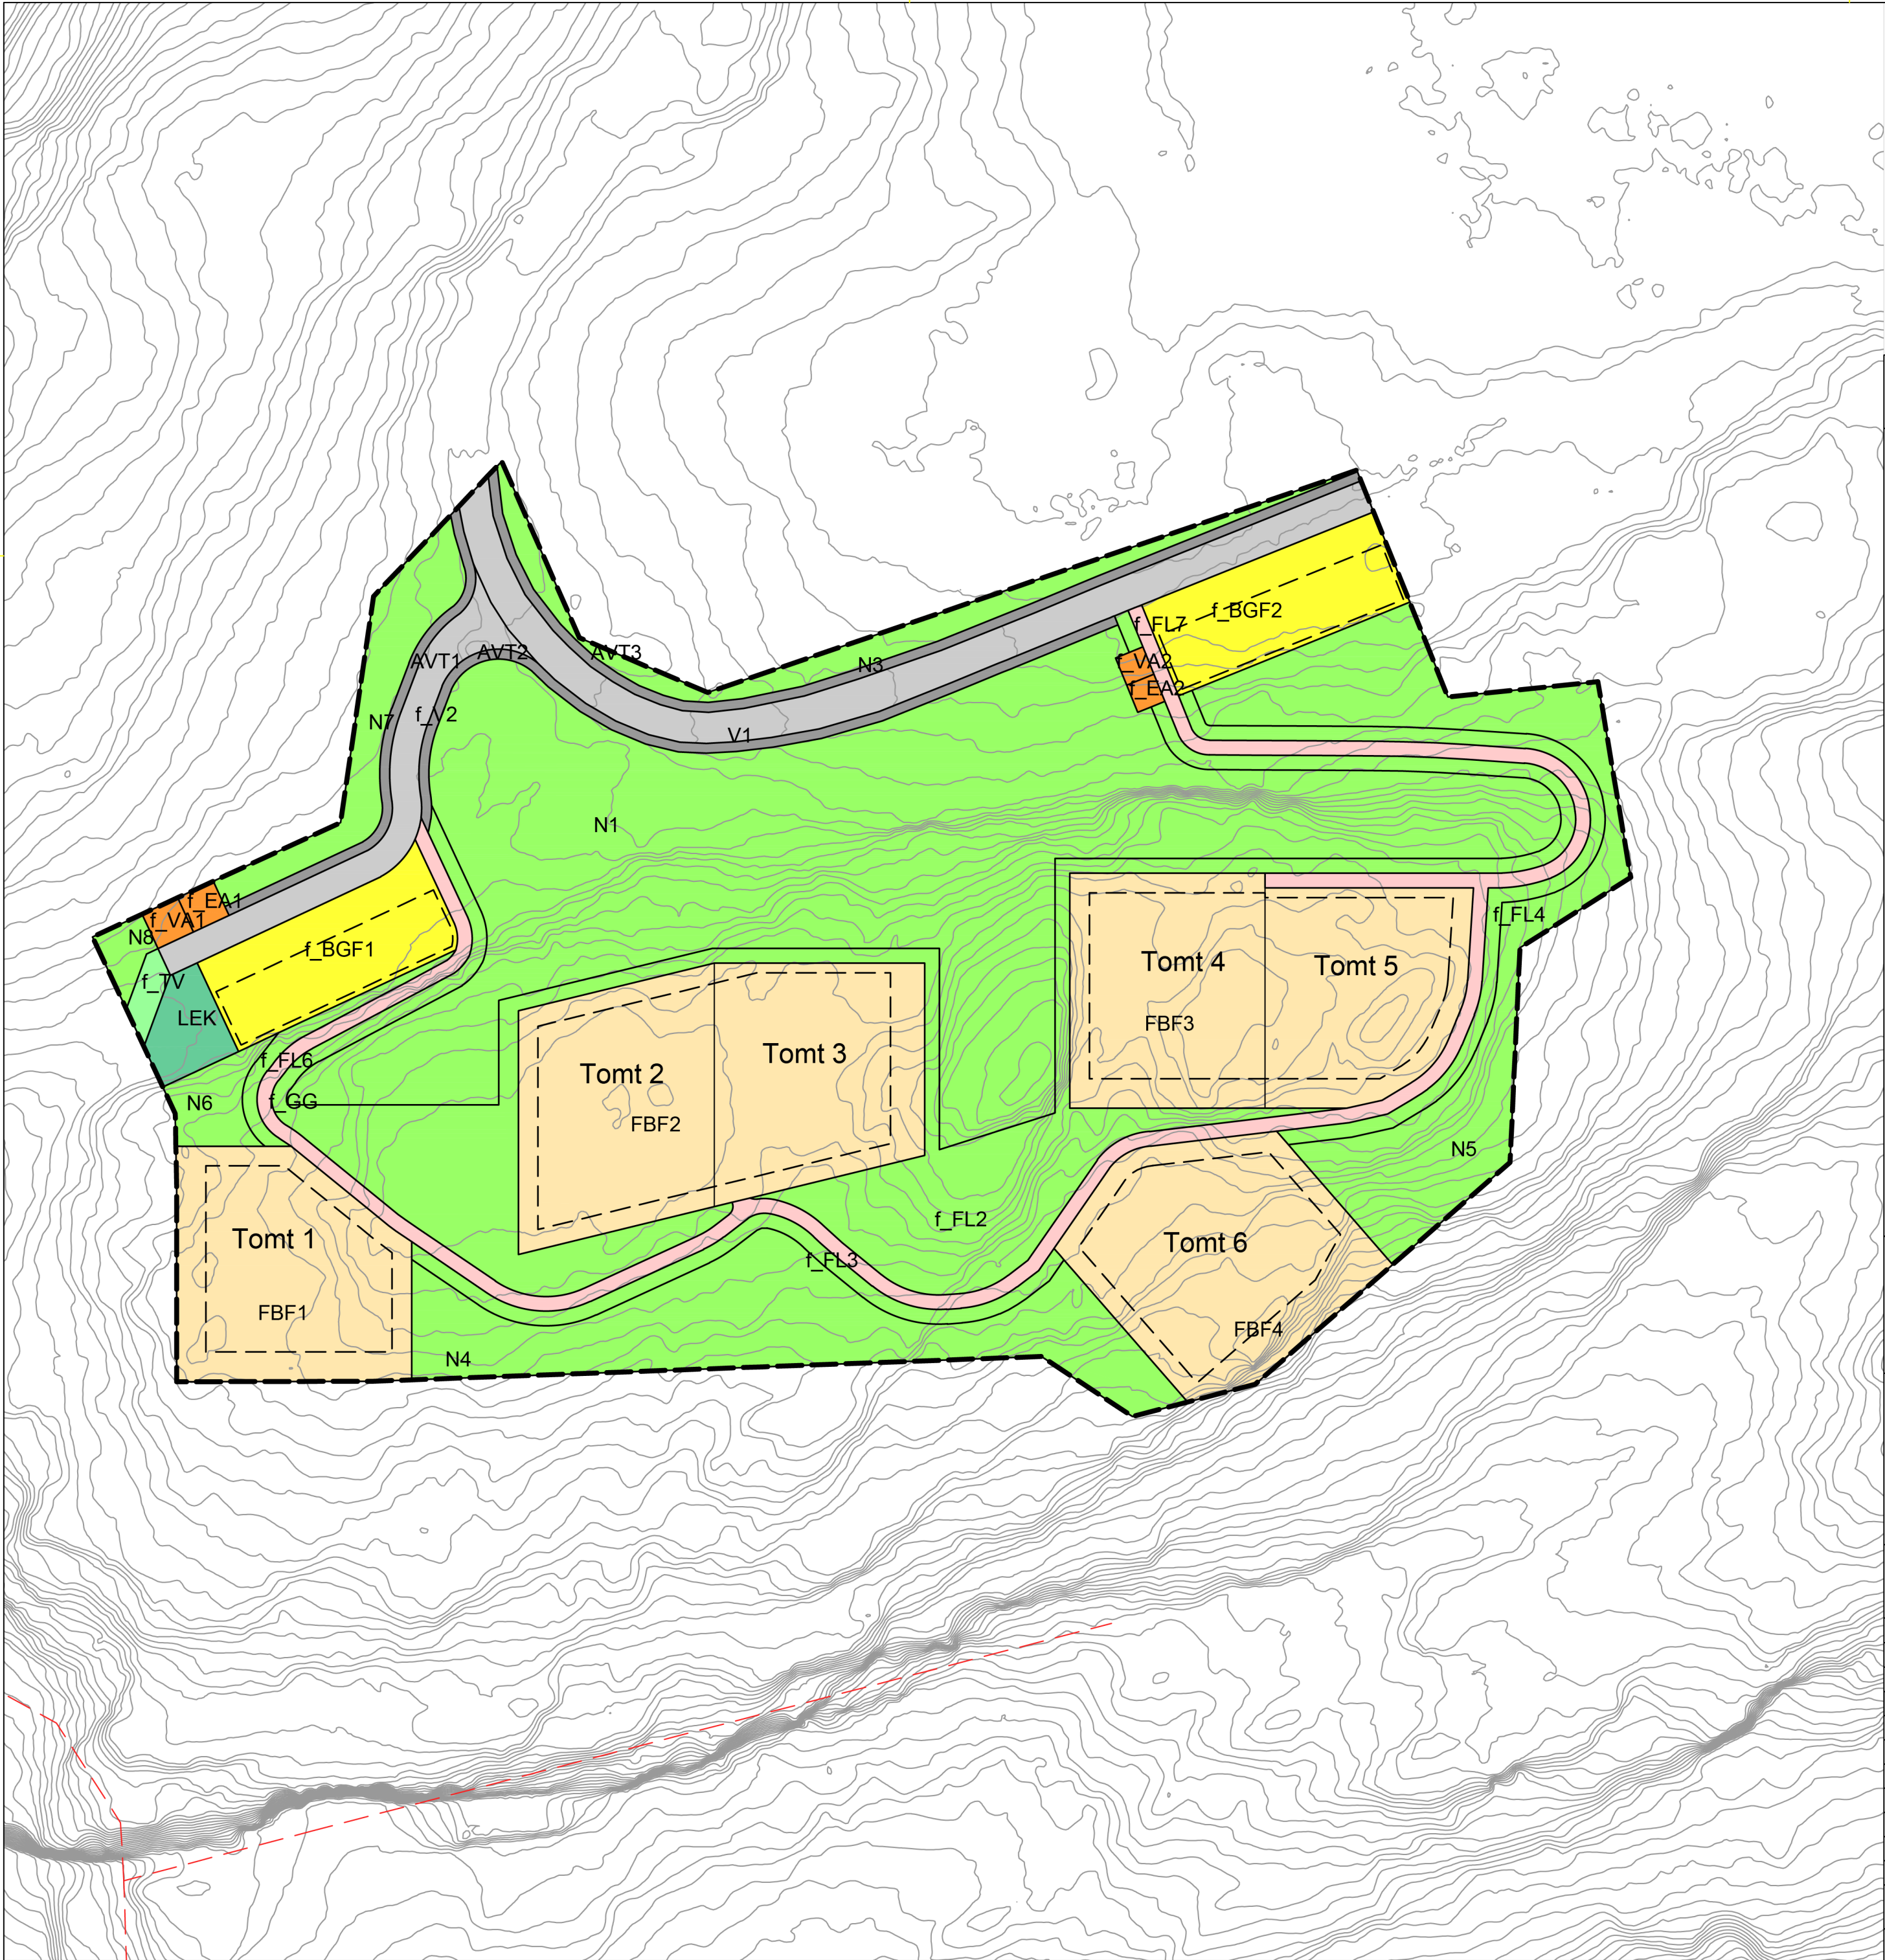 f_BGF2
f_FL7
AVT1
AVT2
AVT3
f_VA2
N3
f_EA2
N7
f_V2
V1
N1
f_EA1
f_VA1
N8
f_BGF1
f_FL4
Tomt 4
Tomt 5
f_TV
LEK
FBF3
Tomt 3
f_FL6
Tomt 2
N6
f_GG
FBF2
N5
f_FL2
Tomt 1
Tomt 6
f_FL3
FBF1
FBF4
N4